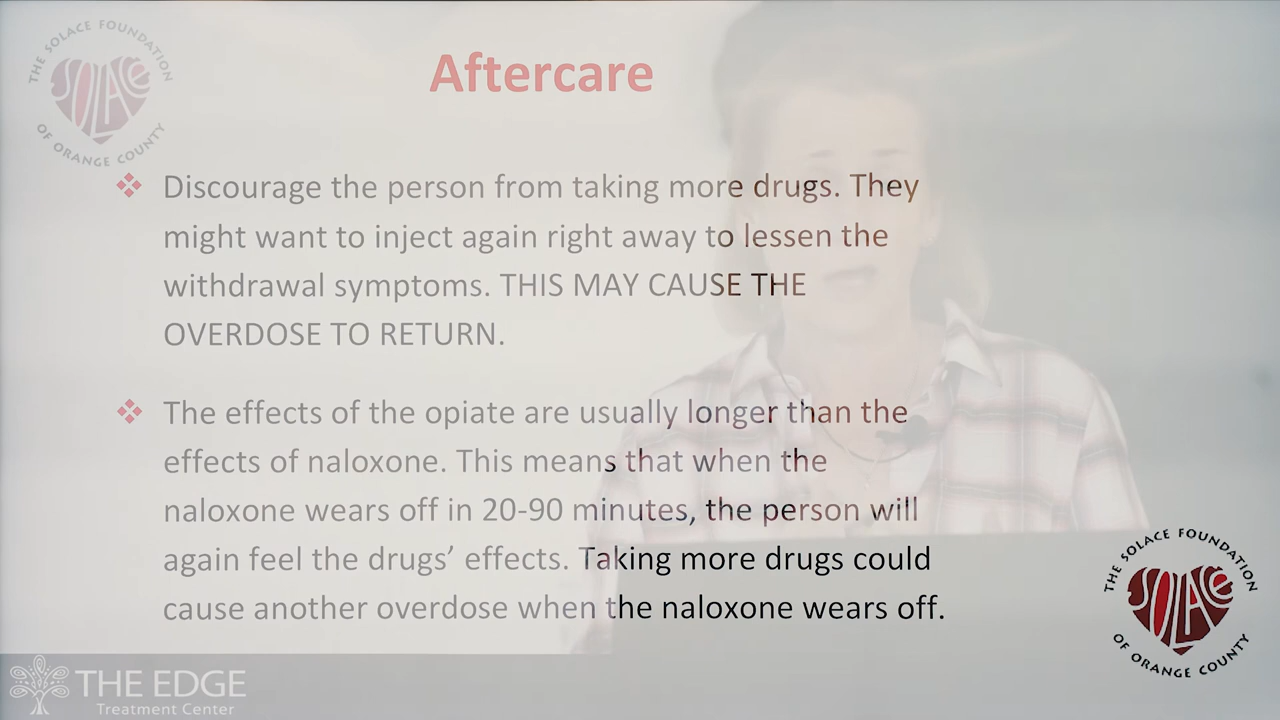 THE SOLACE FOUNDATION
SOLACE
OF ORANGE COUNTY
Aftercare
❖ Discourage the person from taking more drugs. They
might want to inject again right away to lessen the
withdrawal symptoms. THIS MAY CAUSE THE
OVERDOSE TO RETURN.
❖ The effects of the opiate are usually longer than the
effects of naloxone. This means that when the
naloxone wears off in 20-90 minutes, the person will
again feel the drugs’ effects. Taking more drugs could
cause another overdose when the naloxone wears off.
THE SOLACE FOUNDATION
SOLACE
OF ORANGE COUNTY
THE EDGE
Treatment Center